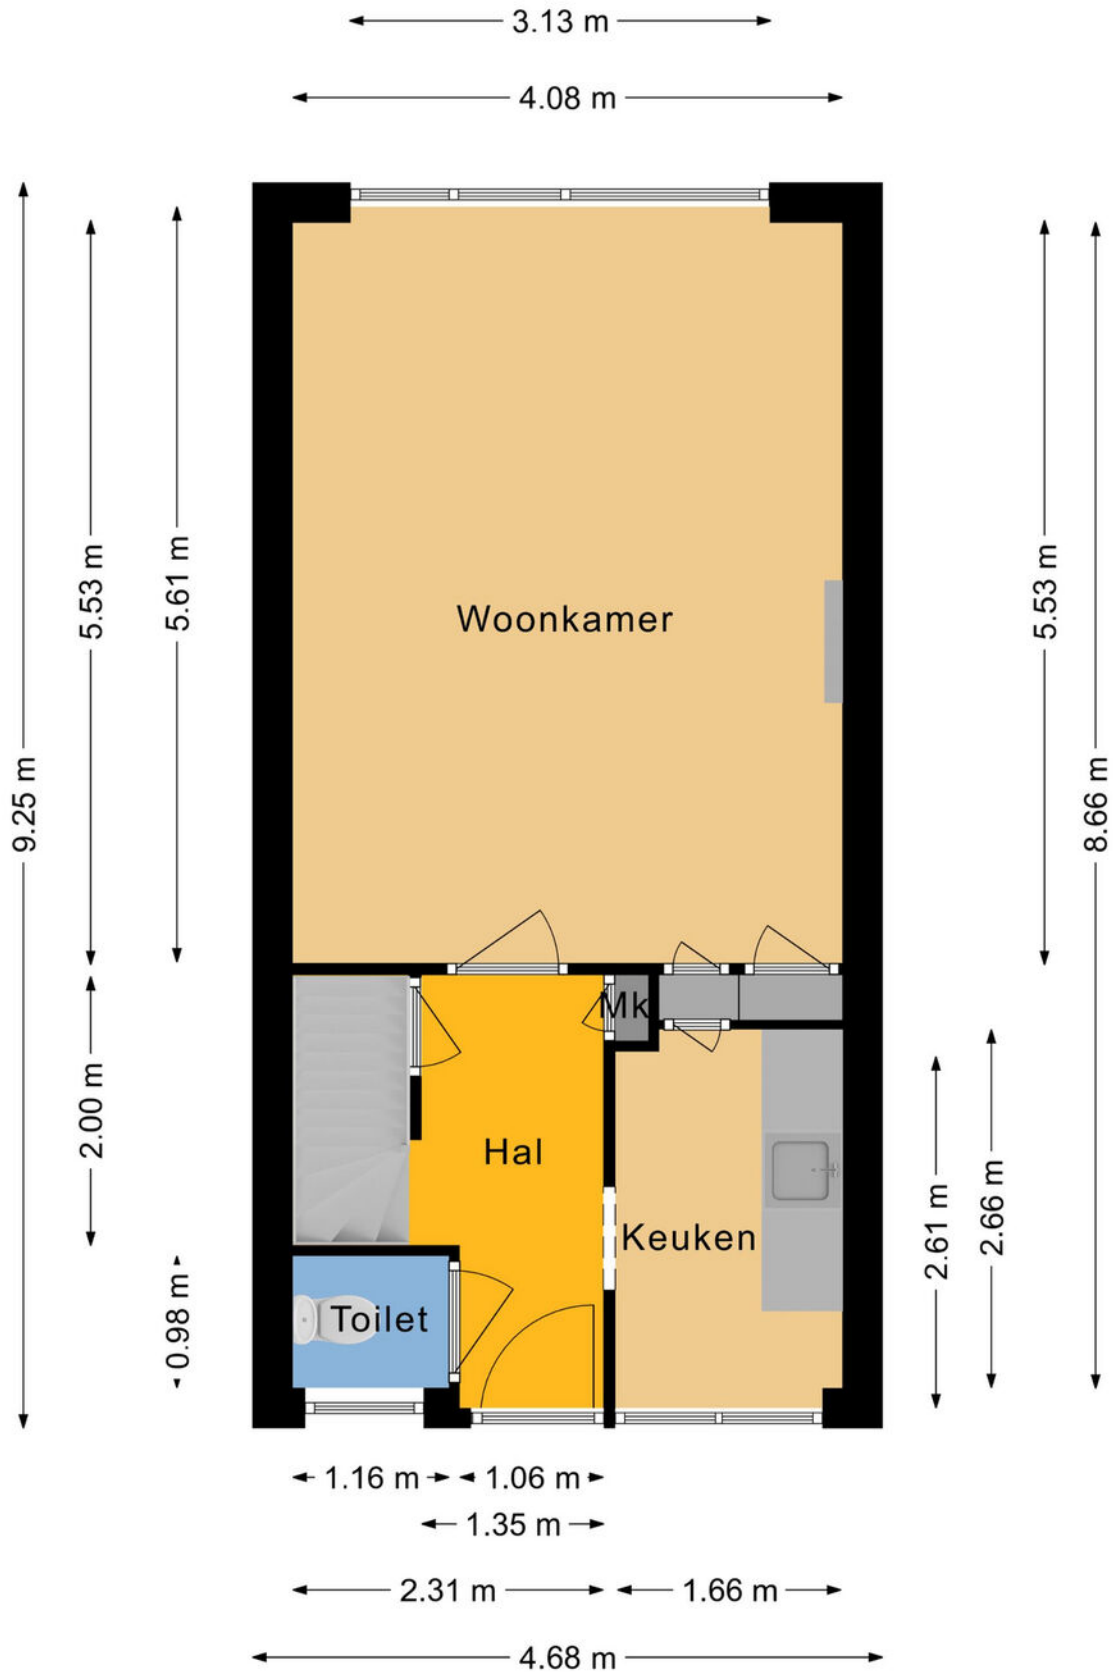 3.13 m
4.08 m
9.25 m
5.53 m
5.61 m
5.53 m
8.66 m
Woonkamer
2.00 m
Mk
Hal
Keuken
2.61 m
2.66 m
0.98 m
Toilet
1.16 m
1.06 m
1.35 m
2.31 m
1.66 m
4.68 m